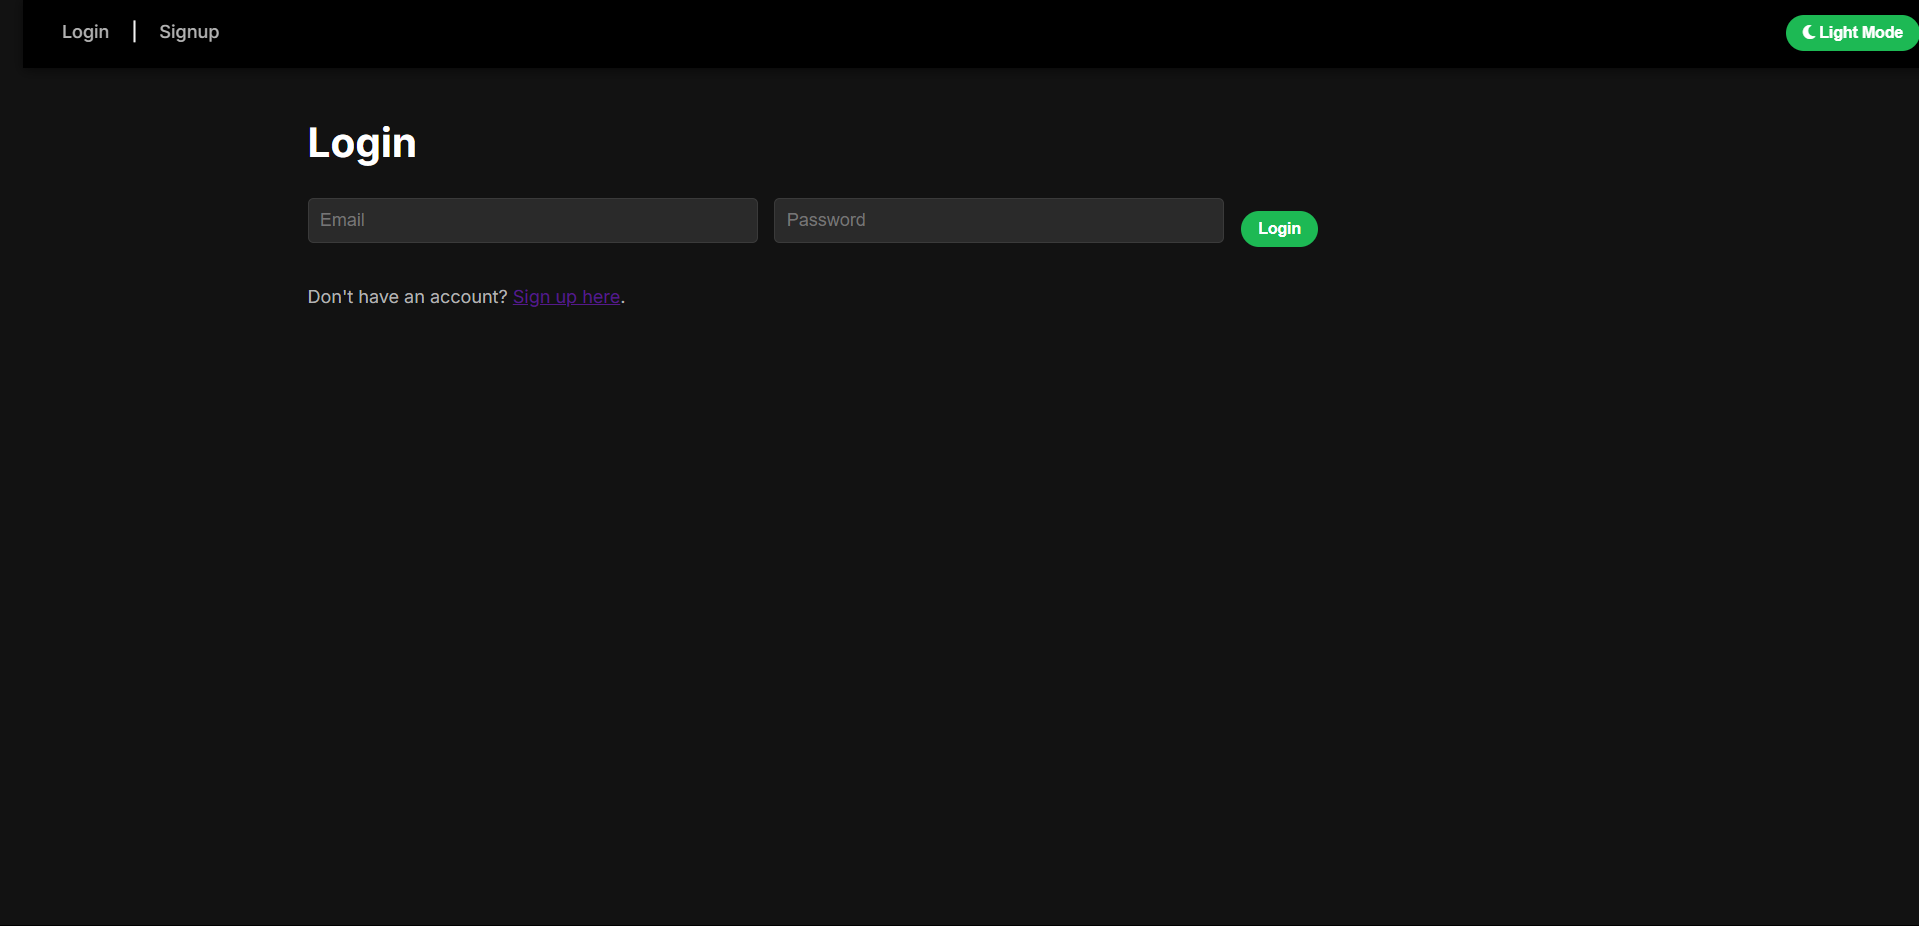 Login | Signup
Light Mode
Login
Email
Password
Login
Don't have an account? Sign up here.